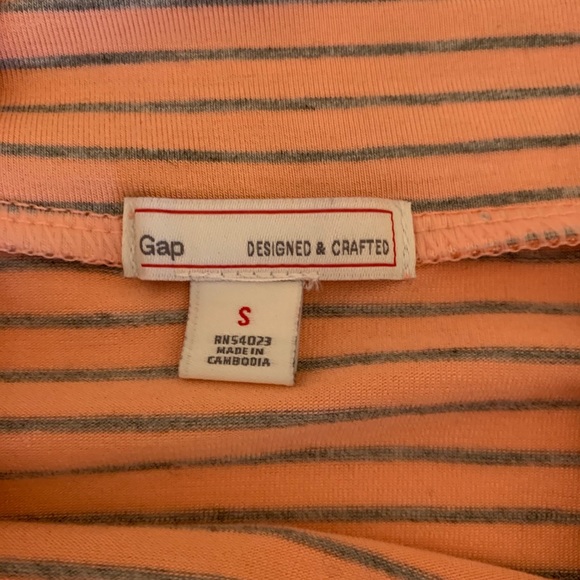 Gap DESIGNED & CRAFTED
S
RN54023
MADE IN
CAMBODIA